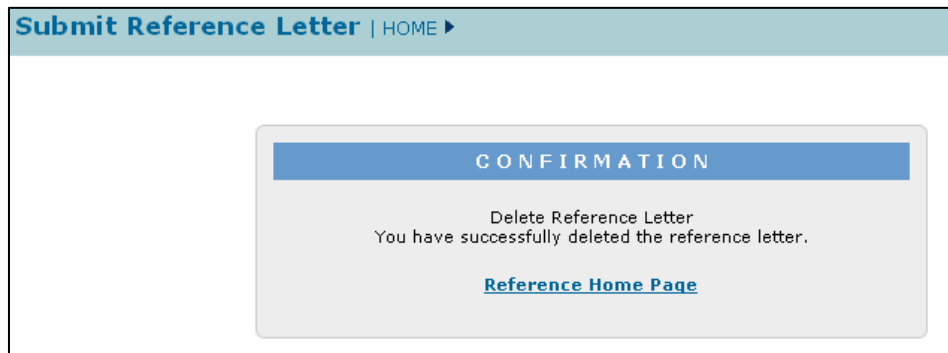 Submit Reference Letter | HOME
CONFIRMATION
Delete Reference Letter
You have successfully deleted the reference letter.
Reference Home Page